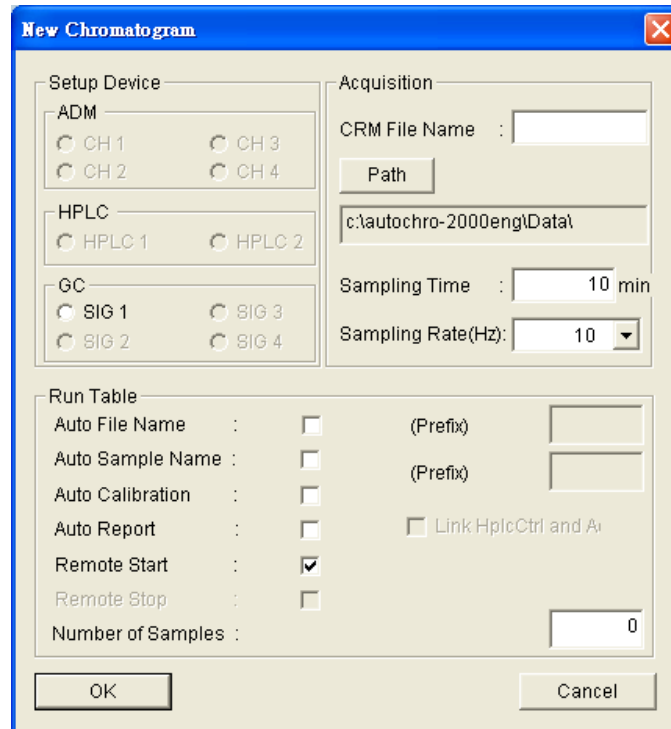 New Chromatogram
Setup Device
ADM
CH 1
CH 3
CH 2
CH 4
HPLC
HPLC 1
HPLC 2
GC
SIG 1
SIG 3
SIG 2
SIG 4
Acquisition
CRM File Name :
Path
c:\autochro-2000eng\Data\
Sampling Time : 10 min
Sampling Rate(Hz): 10
Run Table
Auto File Name : (Prefix)
Auto Sample Name : (Prefix)
Auto Calibration :
Auto Report : Link HplcCtrl and
Remote Start :
Remote Stop :
Number of Samples : 0
OK
Cancel